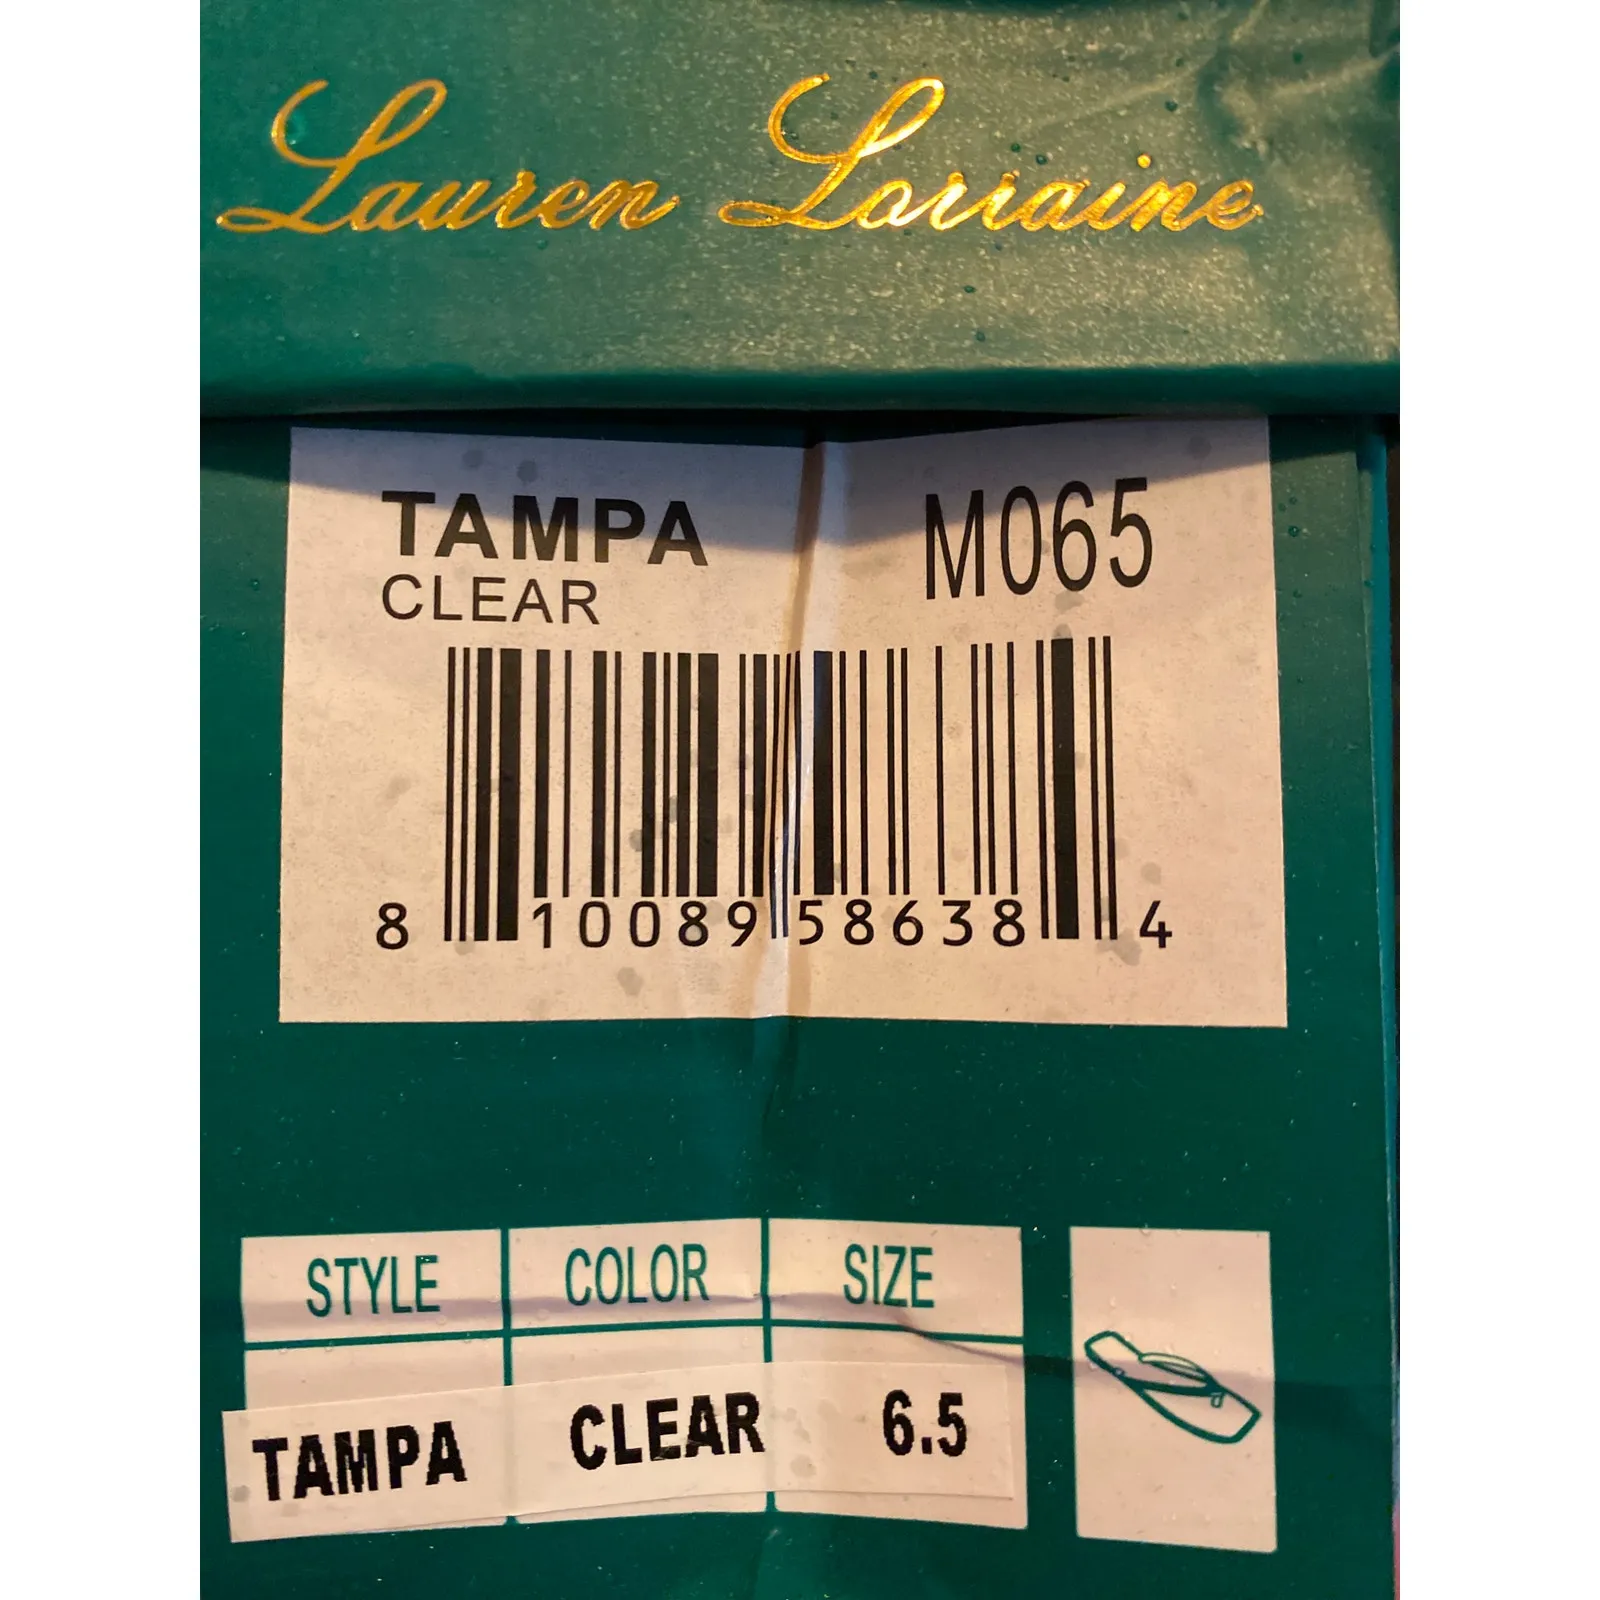 Lauren Lorraine
TAMPA M065
CLEAR
8 10089 58638 4
STYLE COLOR SIZE
TAMPA CLEAR 6.5